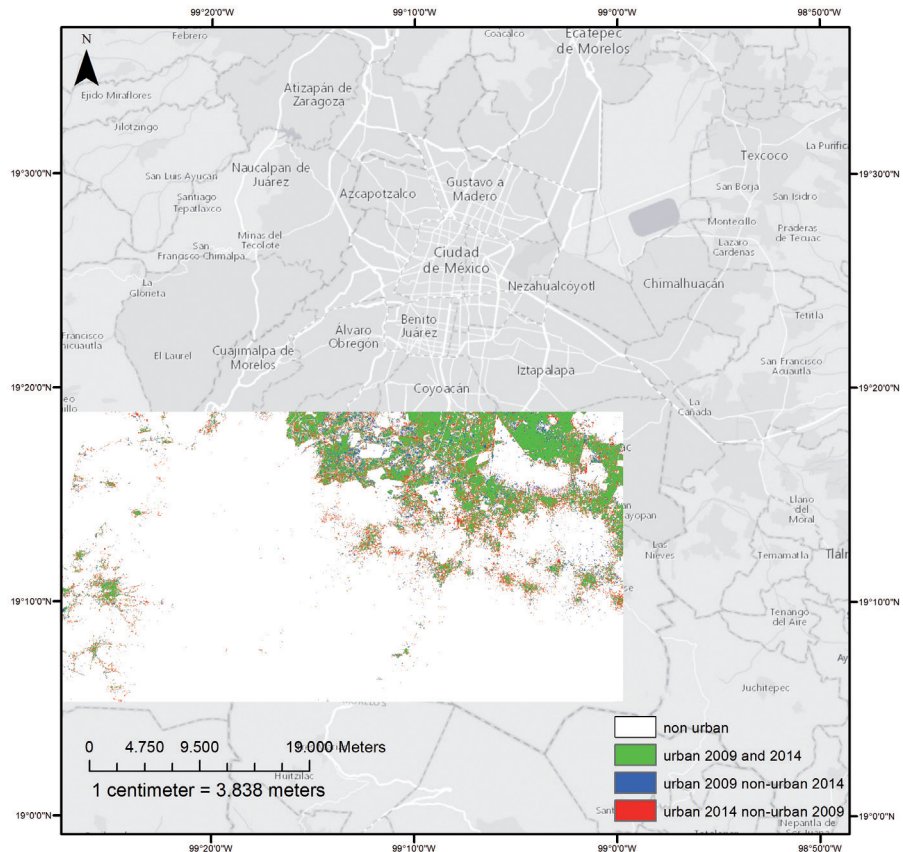 99°20'0"W
99°10'0"W
99°0'0"W
98°50'0"W
N
Febrero
Coacalco
Ecatepec
de Morelos
Ejido Miraflores
Atizapán de
Zaragoza
Jilotzingo
La Purifica
Texcoco
19°30'0"N
19°30'0"N
San Luis Ayucan
Naucalpan de
Juárez
Azcapotzalco
Gustavo a
Madero
San Borja
San Isidro
Santiago
Tepatlaxco
Montecillo
Praderas
de Tecuac
Minas del
Tecolote
San
Francisco Chimalpa
Lazaro
Cardenas
Ciudad
de México
La
Glorieta
Nezahualcoyotl
Chimalhuacán
Tetitla
Francisco
Benito
Juárez
Alvaro
Obregón
El Laurel
Cuajimalpa de
Morelos
Iztapalapa
San Francisco
Acuautla
19°20'0"N
19°20'0"N
Coyoacán
La
Cañada
Llano
del
Moral
ayopan
Las
Nieves
Temamatla
19°10'0"N
19°10'0"N
Tenango
del Aire
Ay
Juchitepec
0 4.750 9.500 19.000 Meters
1 centimeter = 3.838 meters
Huitzilac
non urban
urban 2009 and 2014
urban 2009 non-urban 2014
urban 2014 non-urban 2009
19°0'0"N
19°0'0"N
Nepantla de
99°20'0"W
99°10'0"W
99°0'0"W
98°50'0"W